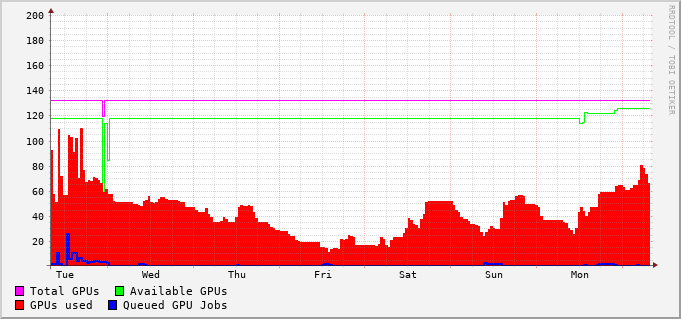 200
180
160
140
120
100
80
60
40
20
Tue Wed Thu Fri Sat Sun Mon
Total GPUs Available GPUs
GPUs used Queued GPU Jobs
RRDTOOL / TOBI OETIKER